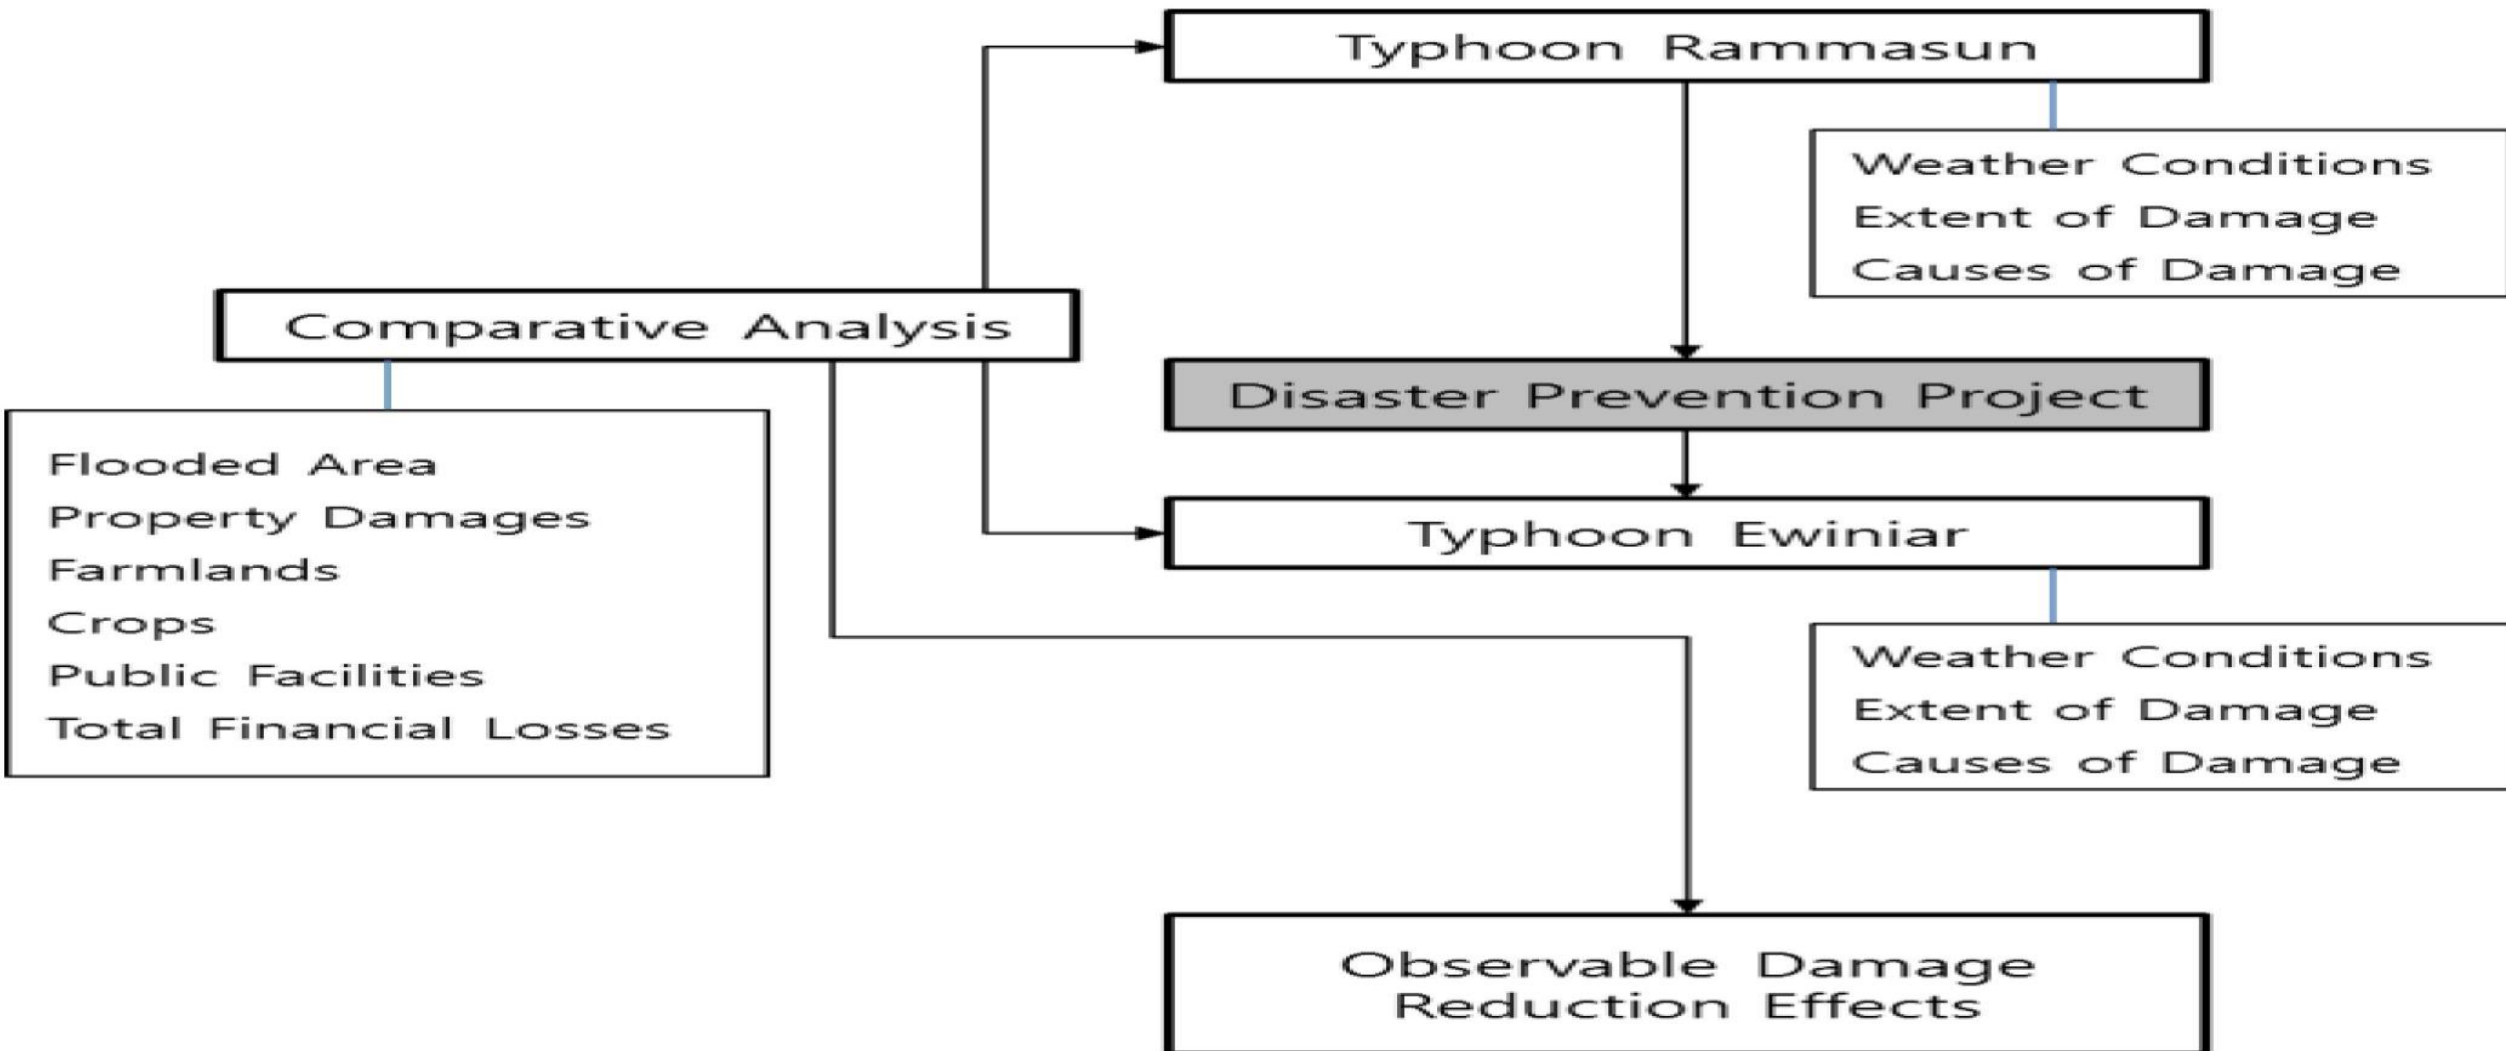 Typhoon Rammasun
Weather Conditions
Extent of Damage
Causes of Damage
Comparative Analysis
Disaster Prevention Project
Flooded Area
Property Damages
Farmlands
Crops
Public Facilities
Total Financial Losses
Typhoon Ewiniar
Weather Conditions
Extent of Damage
Causes of Damage
Observable Damage
Reduction Effects